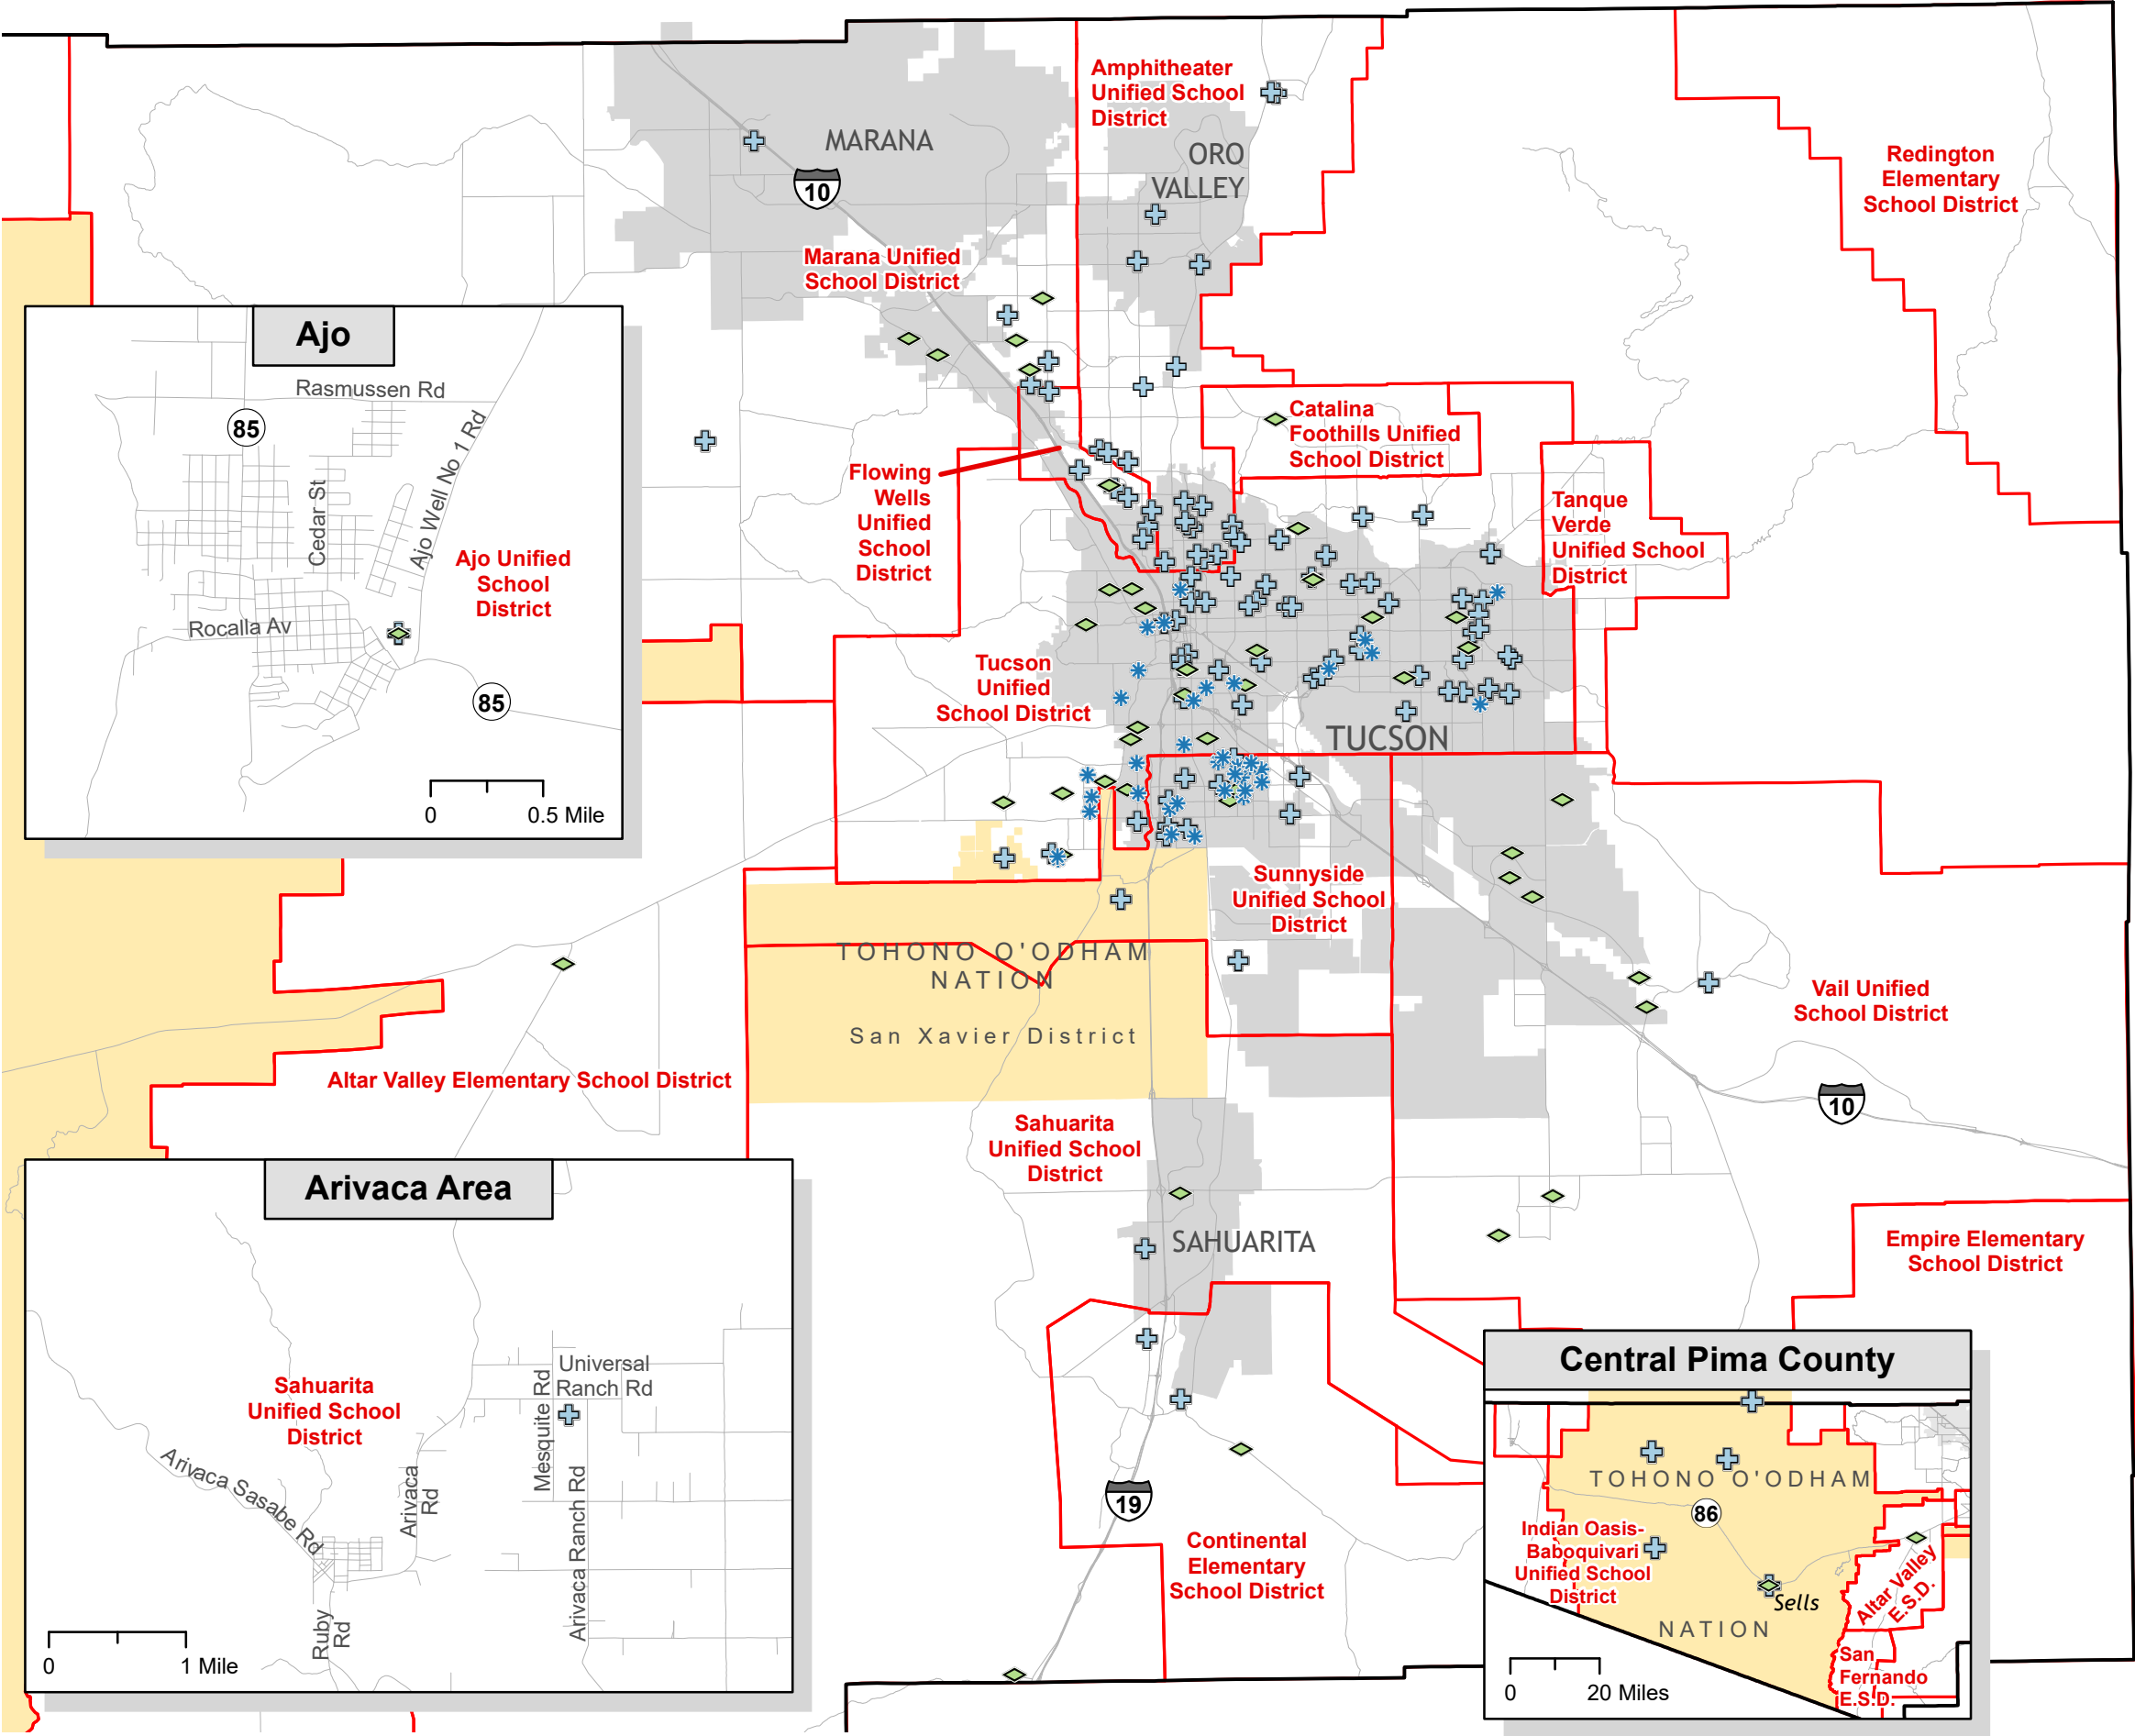 Amphitheater
Unified School
District
MARANA
10
ORO
VALLEY
Redington
Elementary
School District
Marana Unified
School District
Ajo
Rasmussen Rd
85
Cedar St
Ajo Well No 1 Rd
Ajo Unified
School
District
Rocalla Av
85
0
0.5 Mile
Catalina
Foothills Unified
School District
Flowing
Wells
Unified
School
District
Tanque
Verde
Unified School
District
Tucson
Unified
School District
TUCSON
Sunnyside
Unified School
District
TOHONO O'ODHAM
NATION
San Xavier District
Vail Unified
School District
Altar Valley Elementary School District
10
Sahuarita
Unified School
District
SAHUARITA
Empire Elementary
School District
Arivaca Area
Universal
Ranch Rd
Mesquite Rd
Sahuarita
Unified School
District
Arivaca Sasabe Rd
Arivaca
Rd
Arivaca Ranch Rd
Ruby
Rd
0
1 Mile
19
Continental
Elementary
School District
Central Pima County
TOHONO O'ODHAM
86
Indian Oasis-
Baboquivari
Unified School
District
Sells
NATION
Altar Valley
E.S.D.
San
Fernando
E.S.D.
0
20 Miles